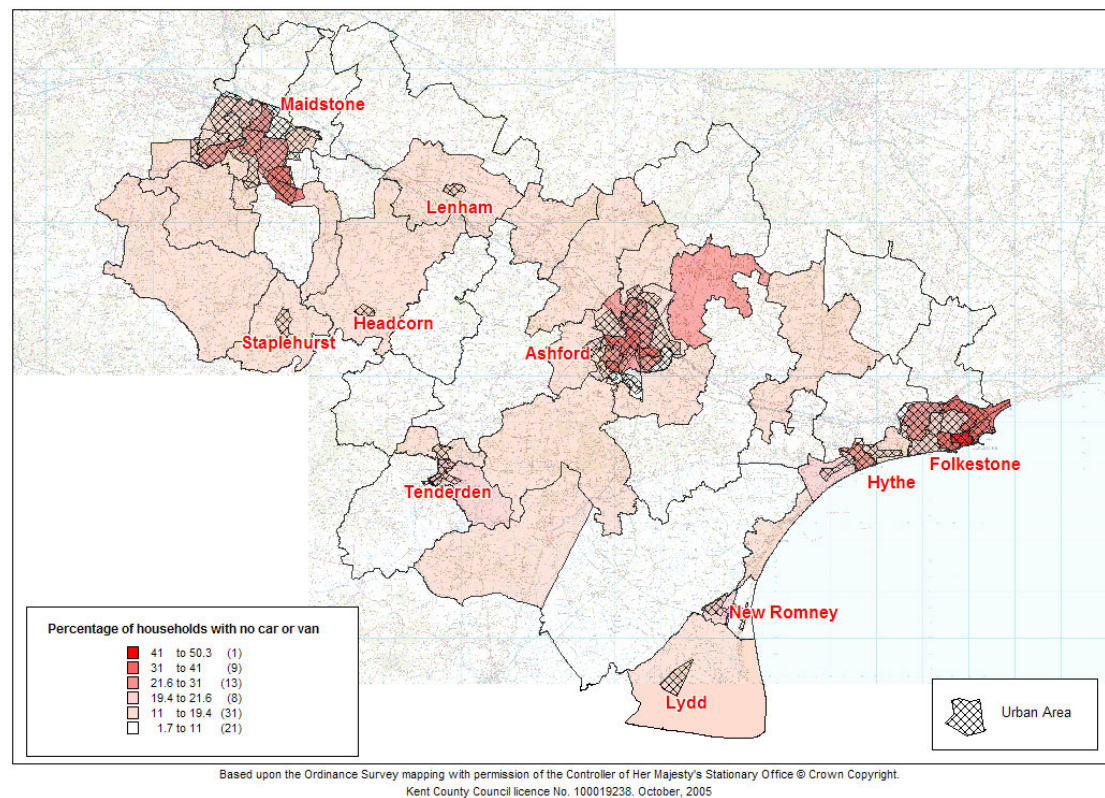 Maidstone
Lenham
Headcorn
Staplehurst
Ashford
Folkestone
Hythe
Tenderden
New Romney
Lydd
Percentage of households with no car or van
41 to 50.3 (1)
31 to 41 (9)
21.6 to 31 (13)
19.4 to 21.6 (8)
11 to 19.4 (31)
1.7 to 11 (21)
Urban Area
Based upon the Ordinance Survey mapping with permission of the Controller of Her Majesty's Stationary Office © Crown Copyright.
Kent County Council licence No. 100019238. October, 2005